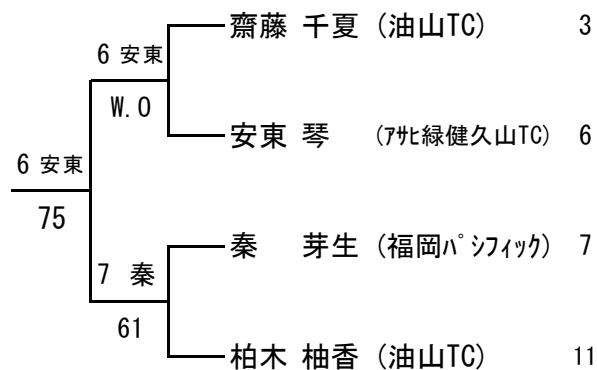 齋藤 千夏 (油山TC) 3
6 安東
W.O
安東 琴 (ｱｻﾋ緑健久山TC) 6
6 安東
75
秦 芽生 (福岡ﾊﾟｼﾌｨｯｸ) 7
7 秦
61
柏木 柚香 (油山TC) 11